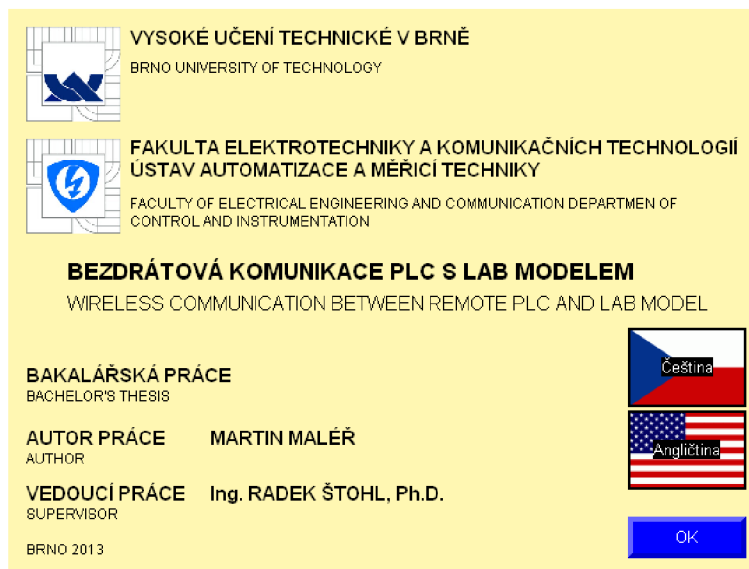 VYSOKÉ UČENÍ TECHNICKÉ V BRNĚ
BRNO UNIVERSITY OF TECHNOLOGY
FAKULTA ELEKTROTECHNIKY A KOMUNIKAČNÍCH TECHNOLOGIÍ
ÚSTAV AUTOMATIZACE A MĚŘICÍ TECHNIKY
FACULTY OF ELECTRICAL ENGINEERING AND COMMUNICATION DEPARTMEN OF
CONTROL AND INSTRUMENTATION
BEZDRÁTOVÁ KOMUNIKACE PLC S LAB MODELEM
WIRELESS COMMUNICATION BETWEEN REMOTE PLC AND LAB MODEL
Čeština
BAKALÁŘSKÁ PRÁCE
BACHELOR'S THESIS
Angličtina
AUTOR PRÁCE MARTIN MALÉŘ
AUTHOR
VEDOUCÍ PRÁCE Ing. RADEK ŠTOHL, Ph.D.
SUPERVISOR
OK
BRNO 2013